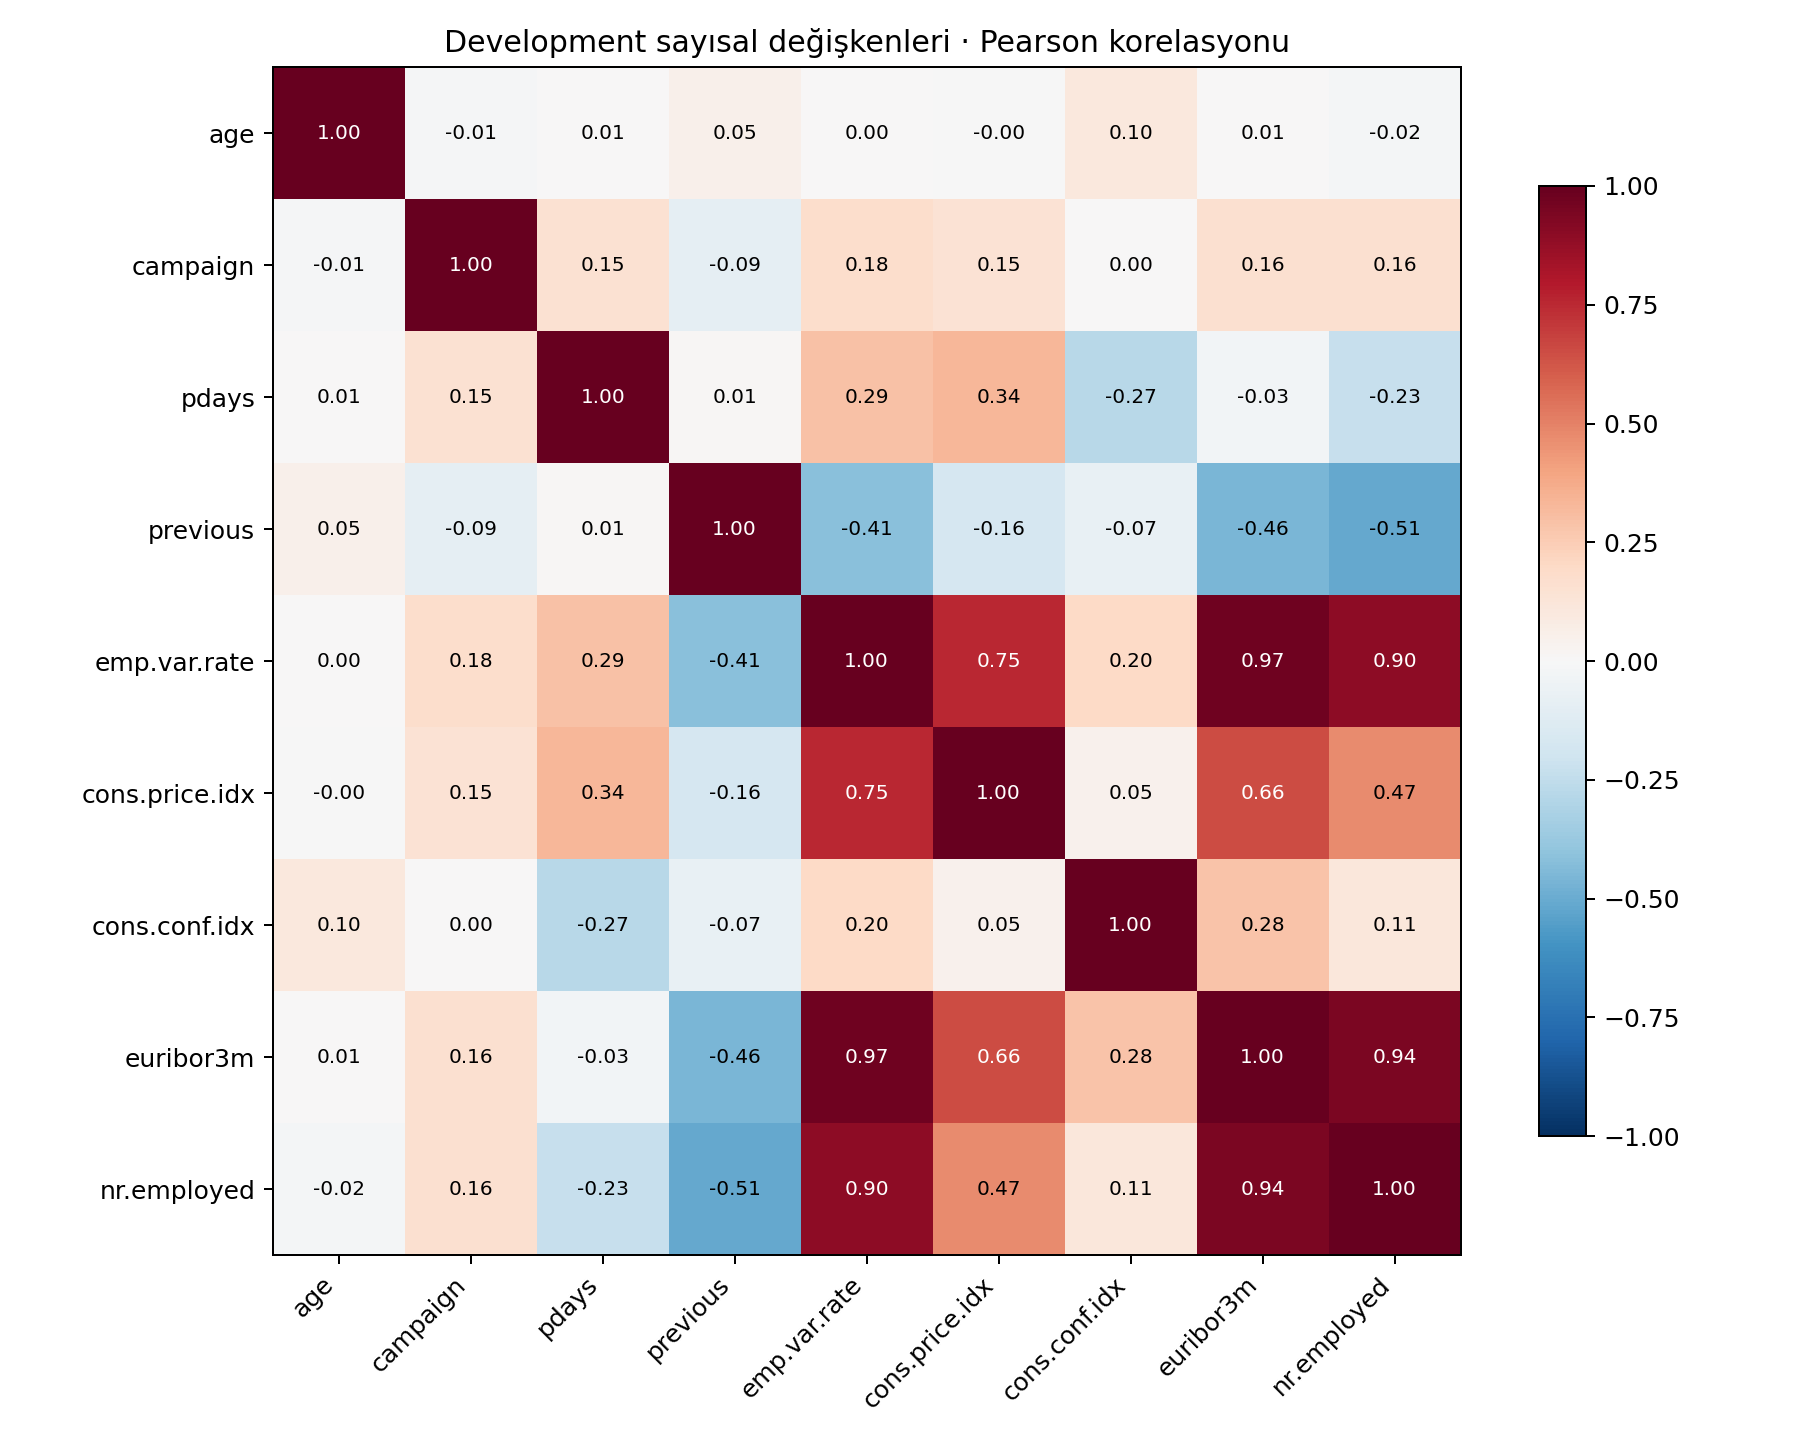 Development sayısal değişkenleri · Pearson korelasyonu
age 1.00 -0.01 0.01 0.05 0.00 -0.00 0.10 0.01 -0.02
campaign -0.01 1.00 0.15 -0.09 0.18 0.15 0.00 0.16 0.16
pdays 0.01 0.15 1.00 0.01 0.29 0.34 -0.27 -0.03 -0.23
previous 0.05 -0.09 0.01 1.00 -0.41 -0.16 -0.07 -0.46 -0.51
emp.var.rate 0.00 0.18 0.29 -0.41 1.00 0.75 0.20 0.97 0.90
cons.price.idx -0.00 0.15 0.34 -0.16 0.75 1.00 0.05 0.66 0.47
cons.conf.idx 0.10 0.00 -0.27 -0.07 0.20 0.05 1.00 0.28 0.11
euribor3m 0.01 0.16 -0.03 -0.46 0.97 0.66 0.28 1.00 0.94
nr.employed -0.02 0.16 -0.23 -0.51 0.90 0.47 0.11 0.94 1.00
age campaign pdays previous emp.var.rate cons.price.idx cons.conf.idx euribor3m nr.employed
1.00
0.75
0.50
0.25
0.00
−0.25
−0.50
−0.75
−1.00